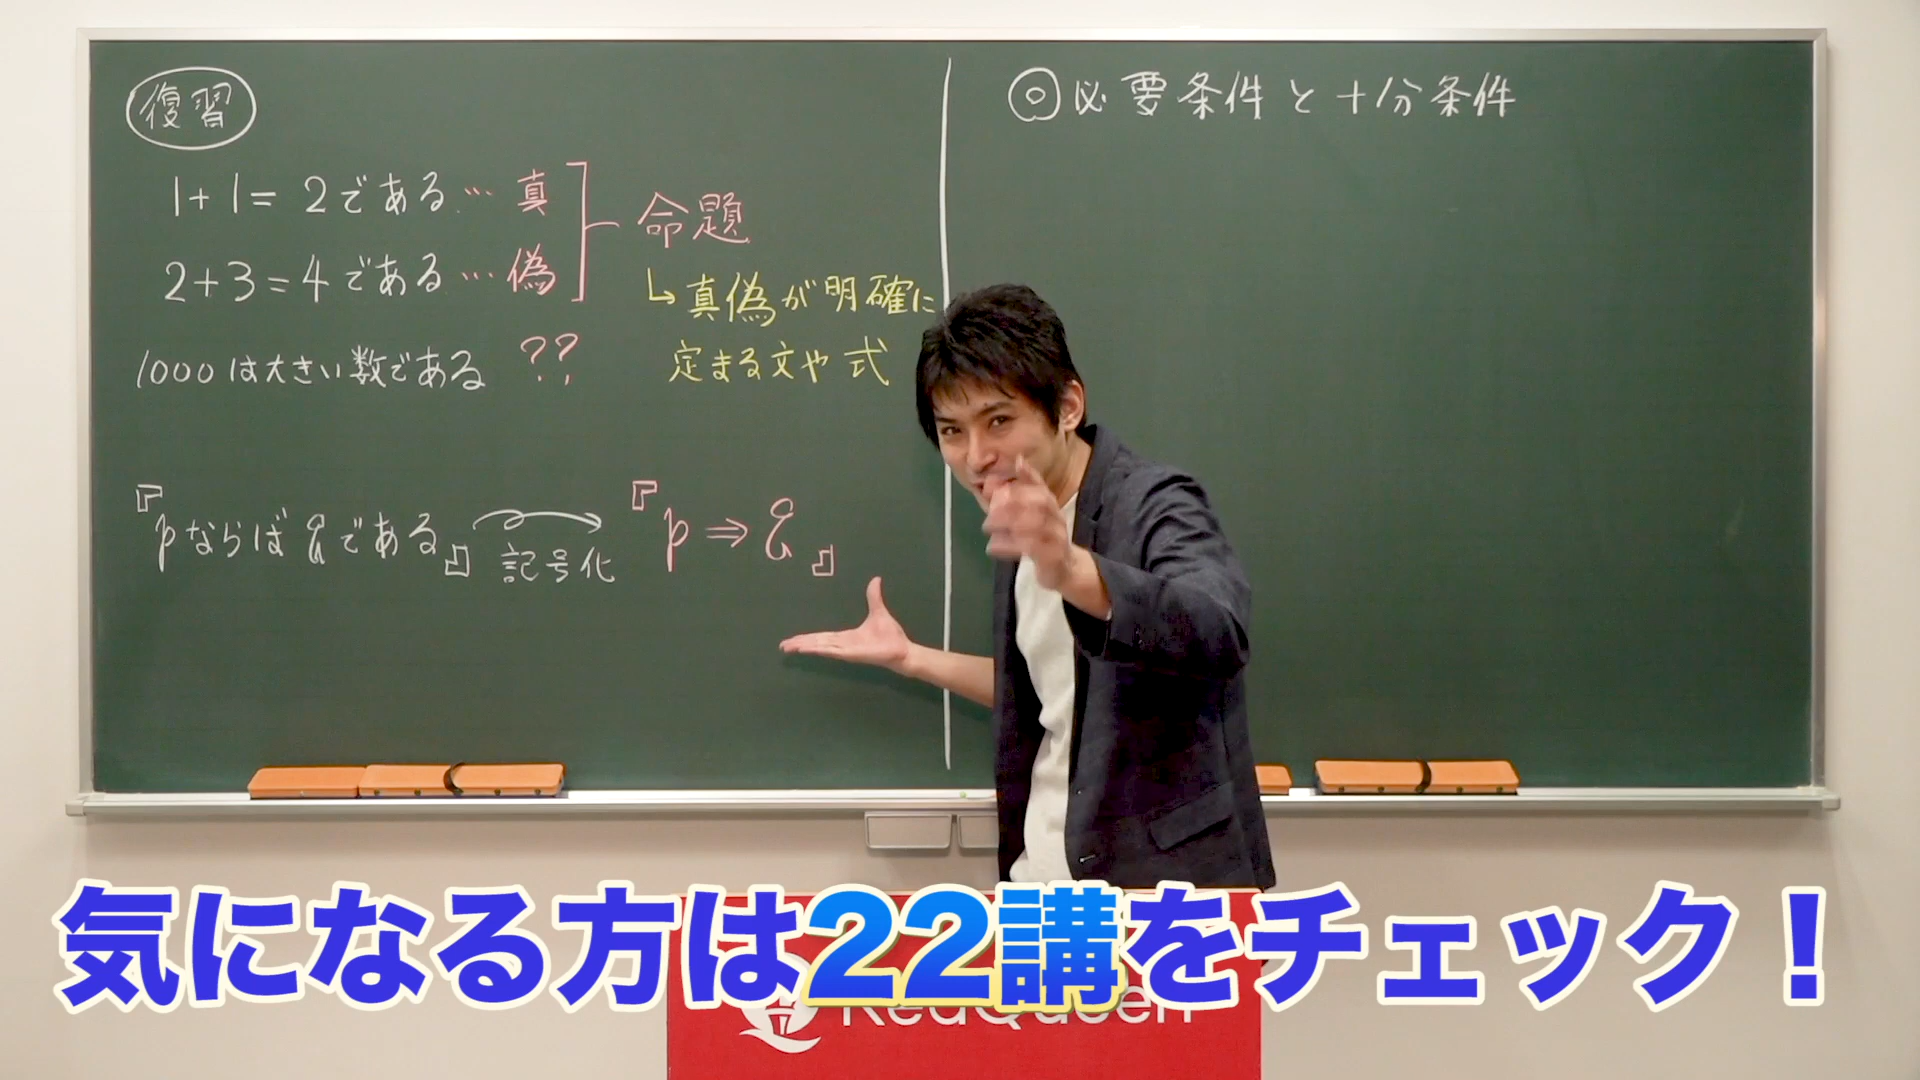 復習
1+1=2である… 真
2+3=4である… 偽
1000は大きい数である ??
命題
↳真偽が明確に
定まる文や式
『pならばqである』
記号化
『p⇒q』
◎必要条件と十分条件
気になる方は22講をチェック！
RedQueen